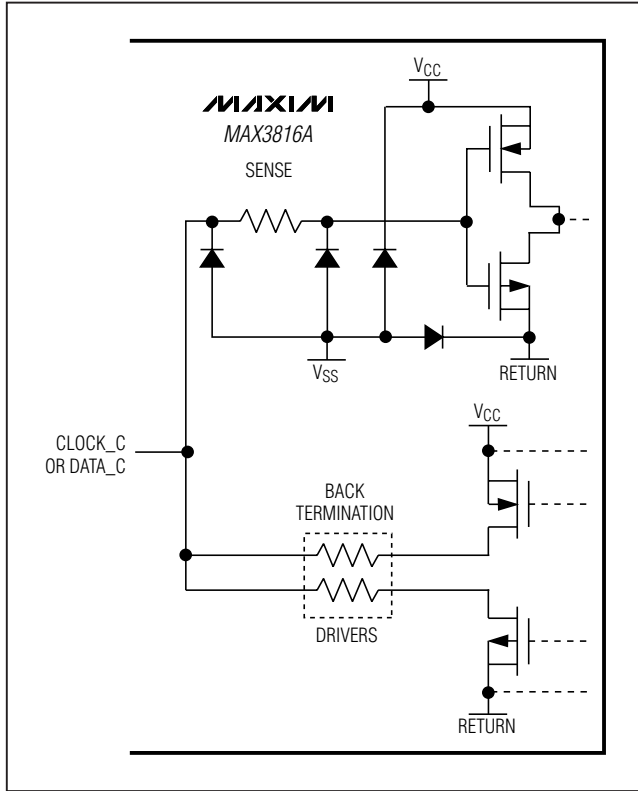 VCC
MAXIM
MAX3816A
SENSE
VSS
RETURN
VCC
CLOCK_C
OR DATA_C
BACK
TERMINATION
DRIVERS
RETURN